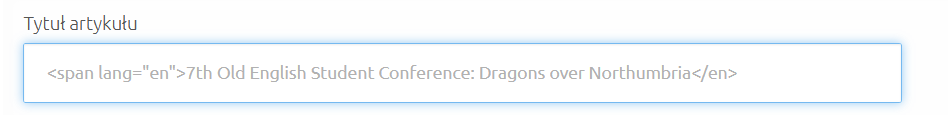 Tytuł artykułu
<span lang="en">7th Old English Student Conference: Dragons over Northumbria</en>